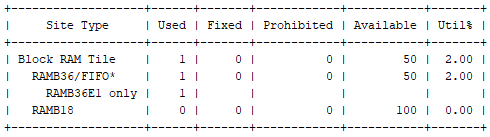 +-------------------+------+-------+------------+-----------+-------+
|     Site Type     | Used | Fixed | Prohibited | Available | Util% |
+-------------------+------+-------+------------+-----------+-------+
| Block RAM Tile    |    1 |     0 |          0 |        50 |  2.00 |
|   RAMB36/FIFO*    |    1 |     0 |          0 |        50 |  2.00 |
|     RAMB36E1 only |    1 |       |            |           |       |
|   RAMB18          |    0 |     0 |          0 |       100 |  0.00 |
+-------------------+------+-------+------------+-----------+-------+